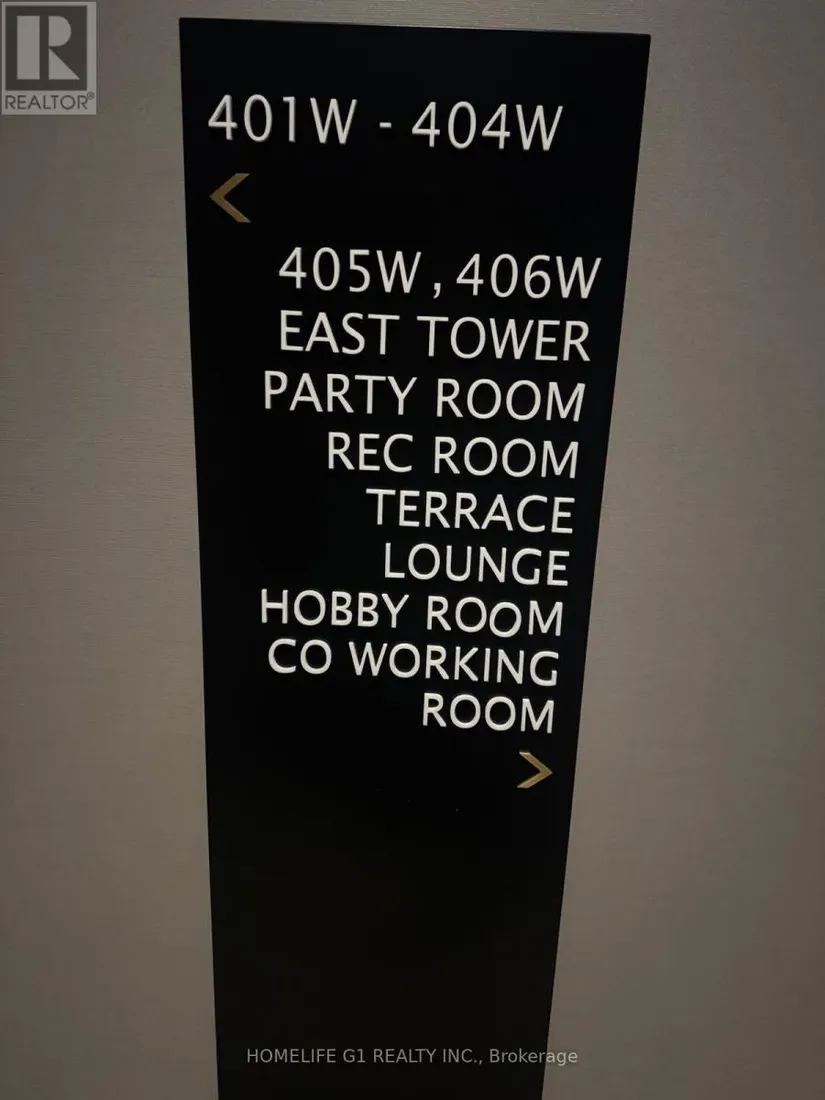 REALTOR®
401W - 404W
405W, 406W
EAST TOWER
PARTY ROOM
REC ROOM
TERRACE
LOUNGE
HOBBY ROOM
CO WORKING
ROOM
HOMELIFE G1 REALTY INC., Brokerage